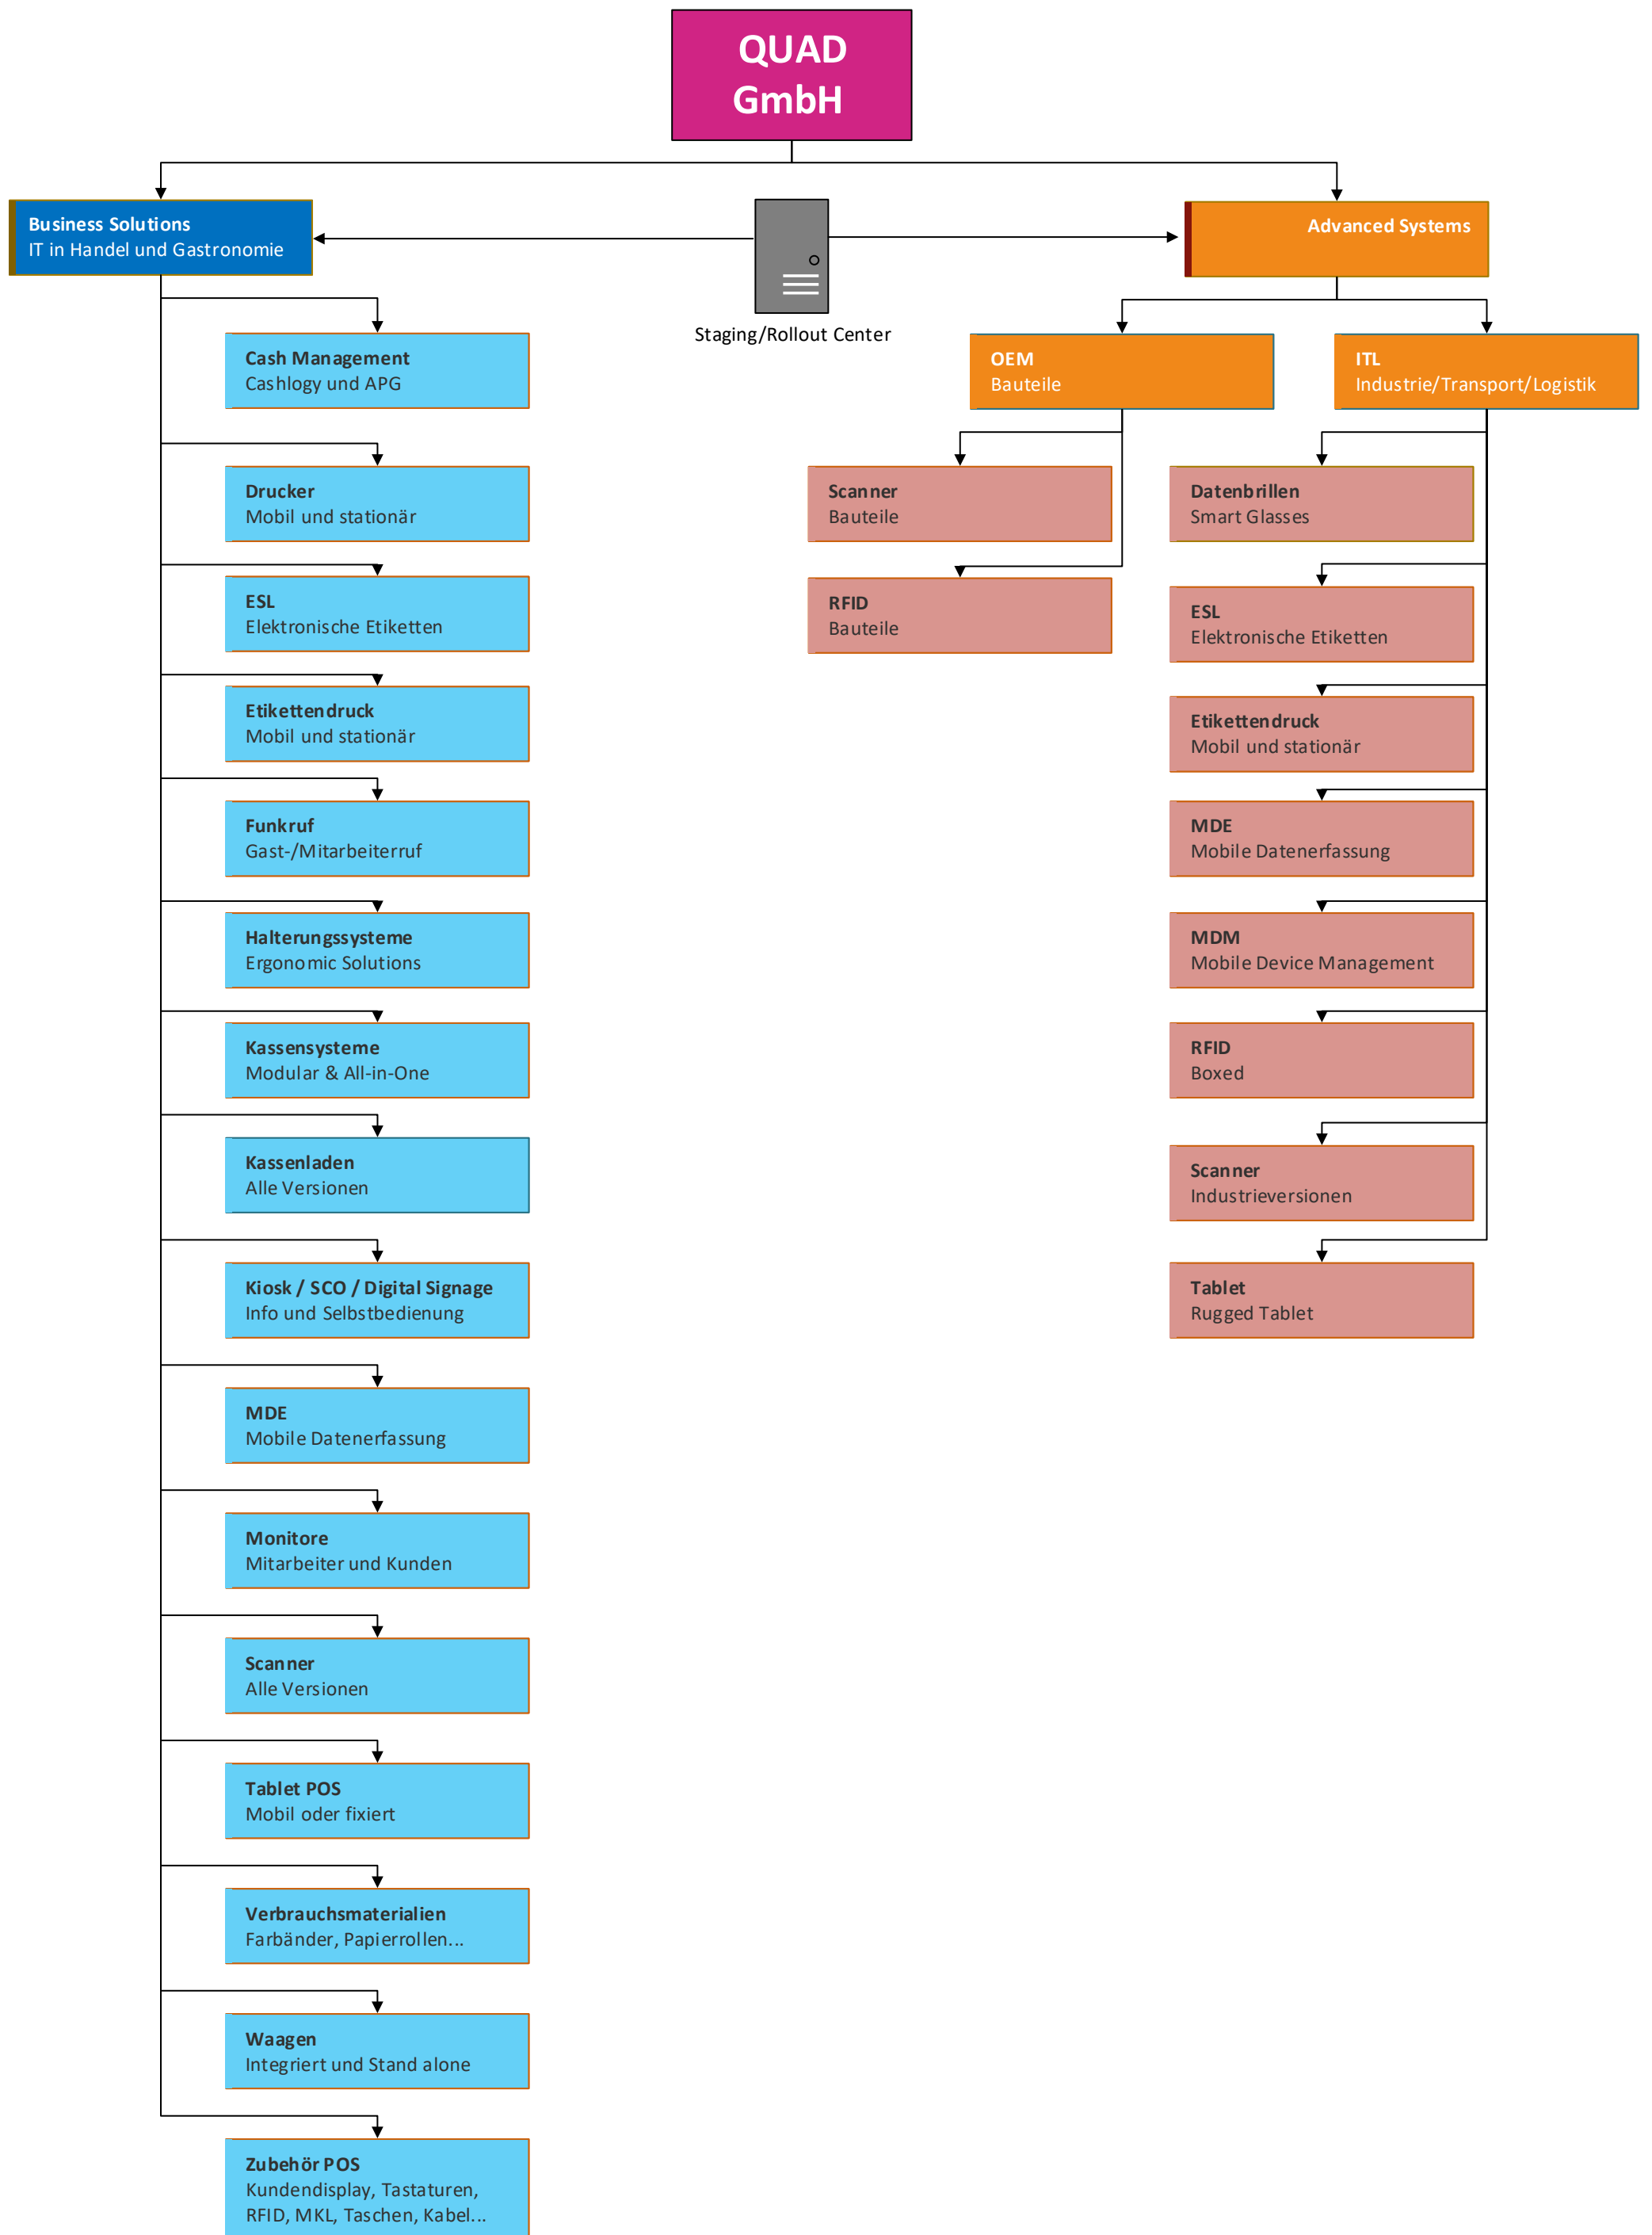 QUAD
GmbH
Business Solutions
IT in Handel und Gastronomie
Staging/Rollout Center
Advanced Systems
Cash Management
Cashlogy und APG
Drucker
Mobil und stationär
ESL
Elektronische Etiketten
Etikettendruck
Mobil und stationär
Funkruf
Gast-/Mitarbeiterruf
Halterungssysteme
Ergonomic Solutions
Kassensysteme
Modular & All-in-One
Kassenladen
Alle Versionen
Kiosk / SCO / Digital Signage
Info und Selbstbedienung
MDE
Mobile Datenerfassung
Monitore
Mitarbeiter und Kunden
Scanner
Alle Versionen
Tablet POS
Mobil oder fixiert
Verbrauchsmaterialien
Farbänder, Papierrollen...
Waagen
Integriert und Stand alone
Zubehör POS
Kundendisplay, Tastaturen,
RFID, MKL, Taschen, Kabel...
OEM
Bauteile
Scanner
Bauteile
RFID
Bauteile
ITL
Industrie/Transport/Logistik
Datenbrillen
Smart Glasses
ESL
Elektronische Etiketten
Etikettendruck
Mobil und stationär
MDE
Mobile Datenerfassung
MDM
Mobile Device Management
RFID
Boxed
Scanner
Industrieversionen
Tablet
Rugged Tablet